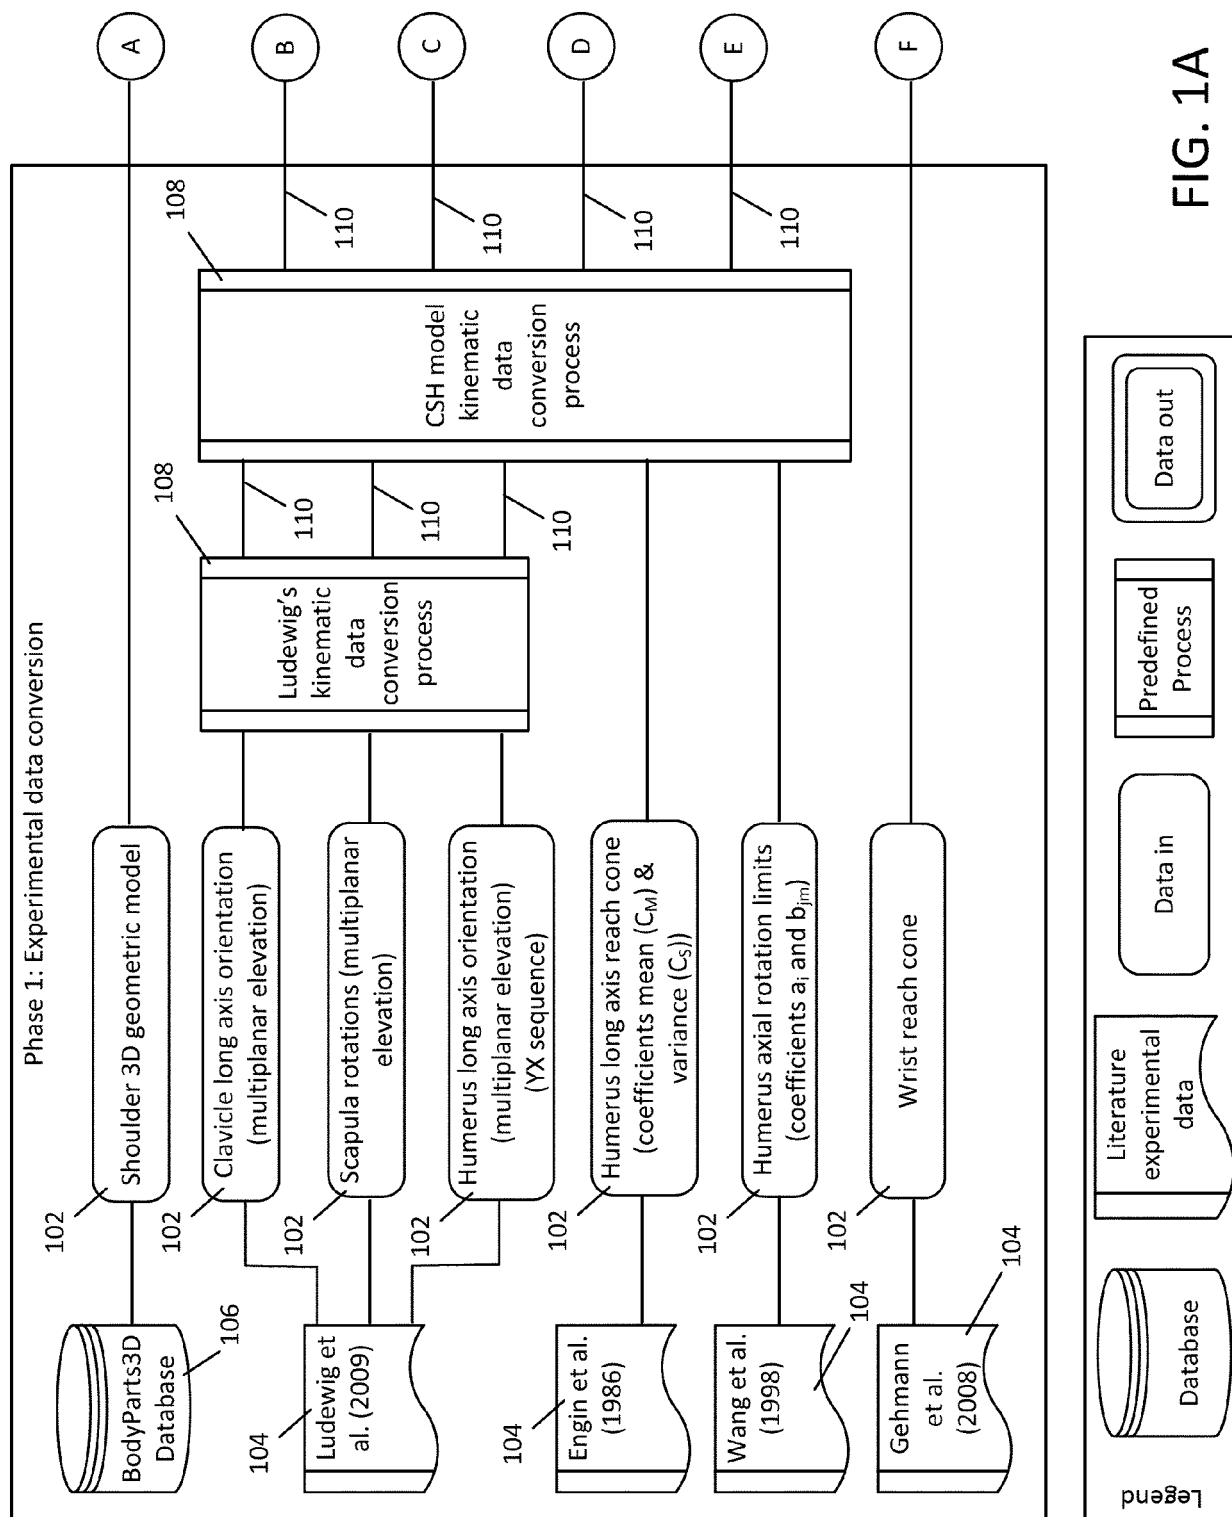 Phase 1: Experimental data conversion
BodyParts3D
Database
106
102
Shoulder 3D geometric model
A
Ludewig et
al. (2009)
104
102
Clavicle long axis orientation
(multiplanar elevation)
102
Scapula rotations (multiplanar
elevation)
102
Humerus long axis orientation
(multiplanar elevation)
(YX sequence)
Ludewig's
kinematic
data
conversion
process
108
110
110
110
CSH model
kinematic
data
conversion
process
108
110
B
110
C
110
D
110
E
Engin et al.
(1986)
104
102
Humerus long axis reach cone
(coefficients mean (CM) &
variance (CS))
Wang et al.
(1998)
104
102
Humerus axial rotation limits
(coefficients ai and bjm)
Gehmann
et al.
(2008)
104
102
Wrist reach cone
F
Legend
Database
Literature
experimental
data
Data in
Predefined
Process
Data out
FIG. 1A